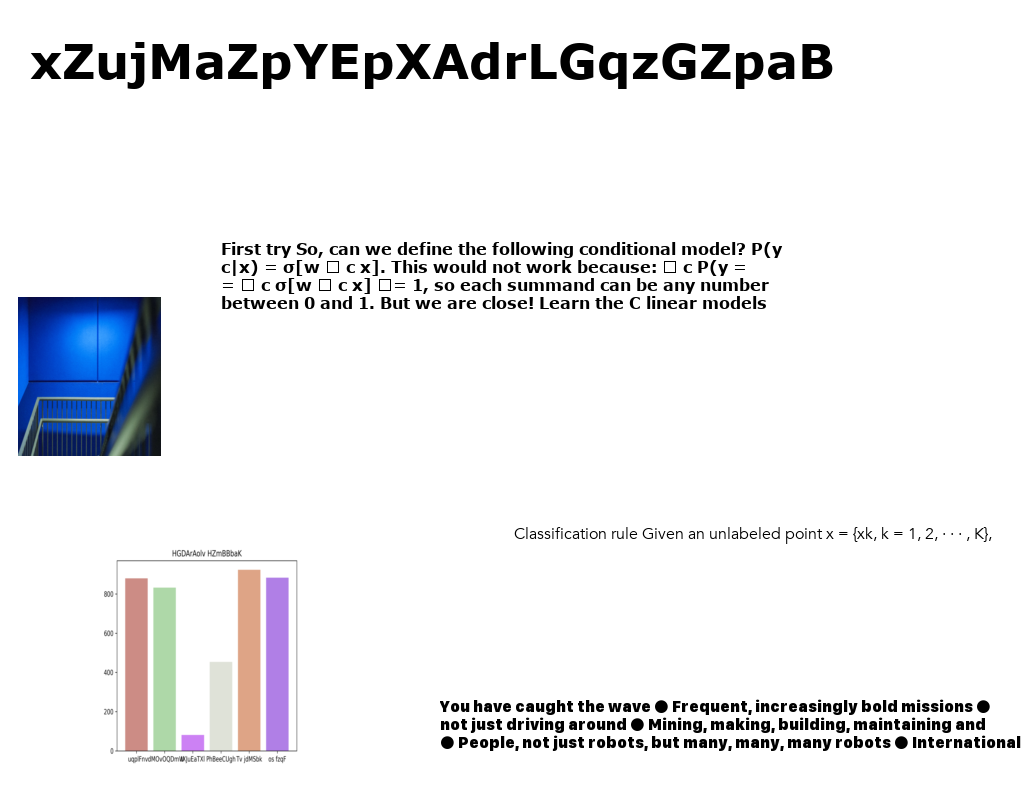 xZujMaZpYEpXAdrLGqzGZpaB
First try So, can we define the following conditional model? P(y
c|x) = σ[w □ c x]. This would not work because: □ c P(y =
= □ c σ[w □ c x] □= 1, so each summand can be any number
between 0 and 1. But we are close! Learn the C linear models
Classification rule Given an unlabeled point x = {xk, k = 1, 2, · · · , K},
HGDArAolv HZmBBbaK
800
600
400
200
0
PhBeeCUgh Tv jdMSbk os fzqF
You have caught the wave ● Frequent, increasingly bold missions ●
not just driving around ● Mining, making, building, maintaining and
● People, not just robots, but many, many, many robots ● International